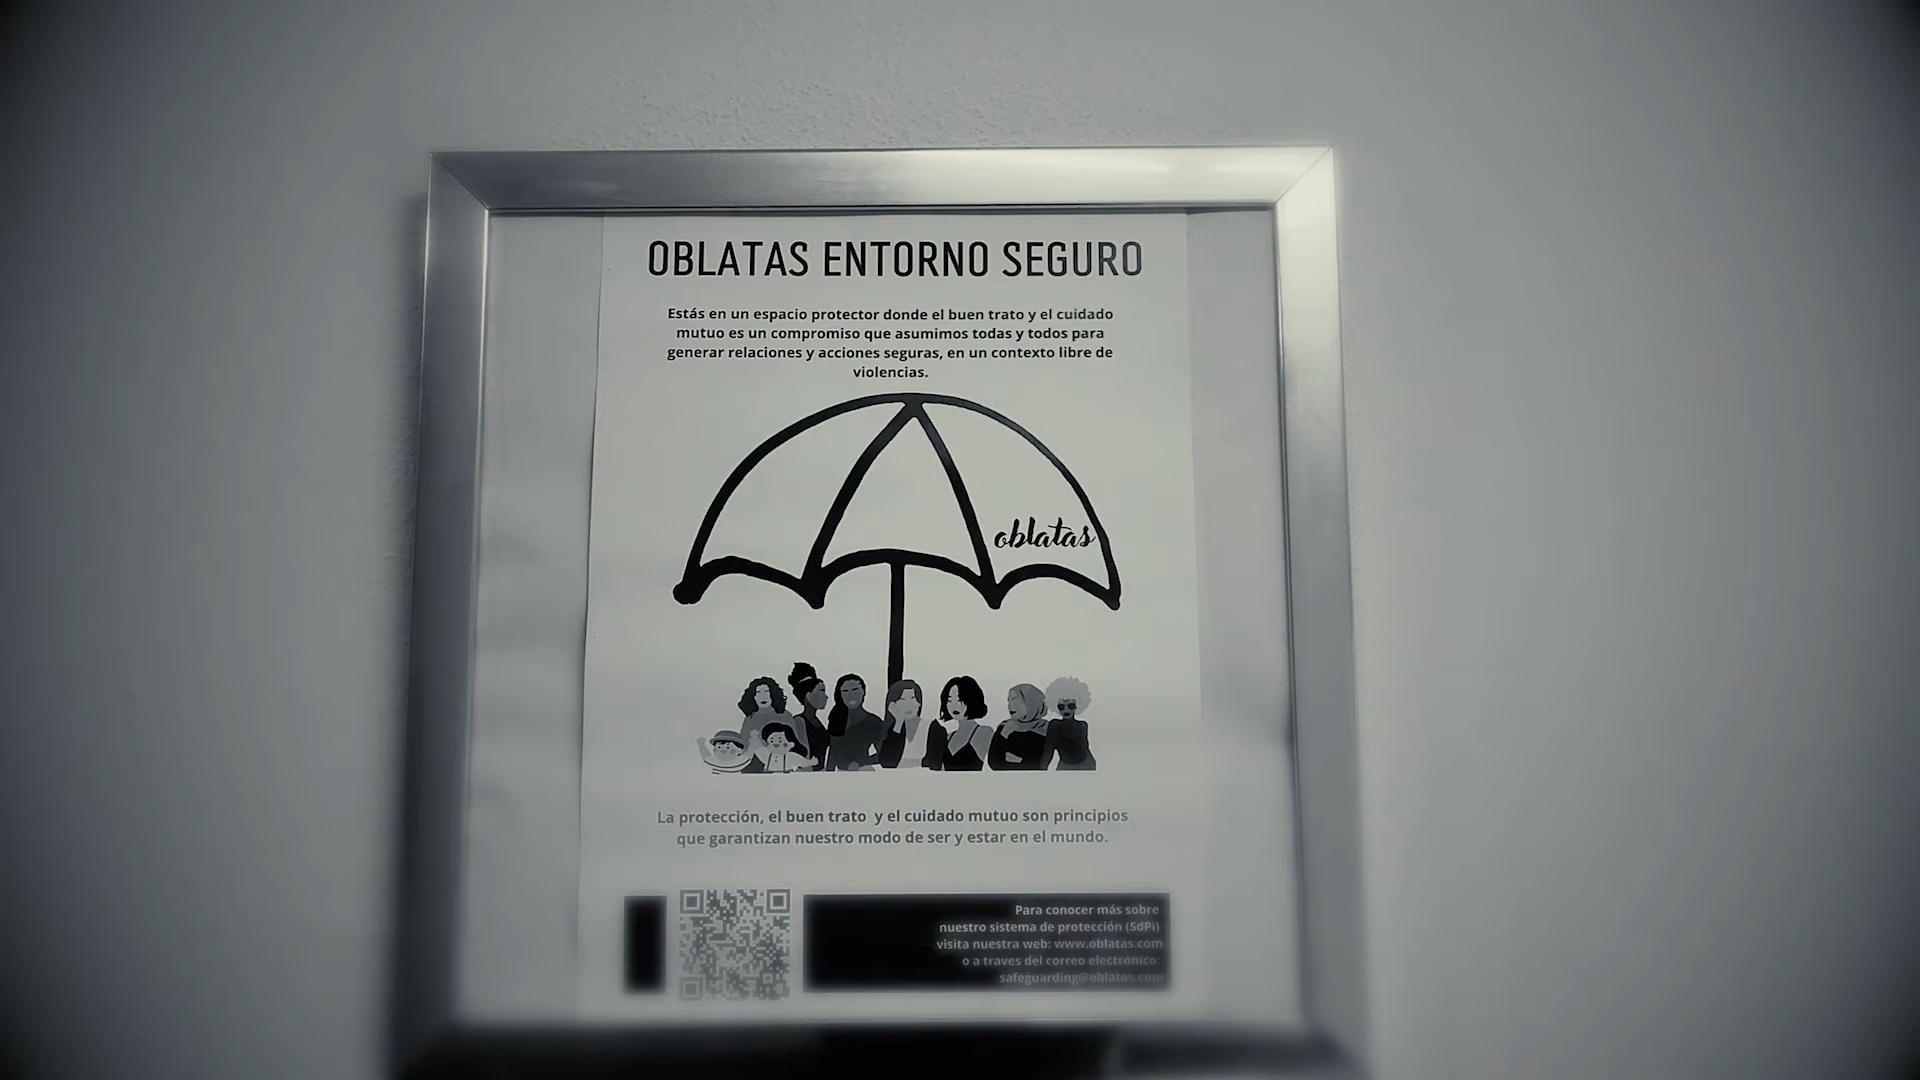 OBLATAS ENTORNO SEGURO
Estás en un espacio protector donde el buen trato y el cuidado
mutuo es un compromiso que asumimos todas y todos para
generar relaciones y acciones seguras, en un contexto libre de
violencias.
oblatas
La protección, el buen trato y el cuidado mutuo son principios
que garantizan nuestro modo de ser y estar en el mundo.
Para conocer más sobre
nuestro sistema de protección (SdPi)
visita nuestra web: www.oblatas.com
o a traves del correo electrónico:
safeguarding@oblatas.com